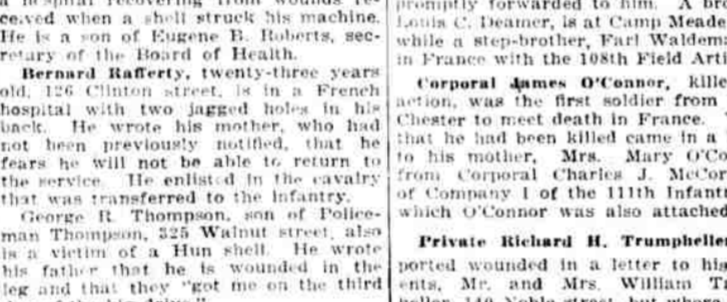 a hospital recovering from wounds re-
ceived when a shell struck his machine.
He is a son of Eugene B. Roberts, sec-
retary of the Board of Health.
Bernard Rafferty, twenty-three years
old, 126 Clinton street, is in a French
hospital with two jagged holes in his
back. He wrote his mother, who had
not been previously notified, that he
fears he will not be able to return to
the service. He enlisted in the cavalry
that was transferred to the infantry.
George R. Thompson, son of Police-
man Thompson, 325 Walnut street, also
is a victim of a Hun shell. He wrote
his father that he is wounded in the
leg and that they "got me on the third
promptly forwarded to him. A bro
Louis C. Deamer, is at Camp Meade
while a step-brother, Earl Waldem
in France with the 108th Field Arti
Corporal James O'Connor, kille
action, was the first soldier from
Chester to meet death in France.
that he had been killed came in a
to his mother, Mrs. Mary O'Co
from Corporal Charles J. McCor
of Company I of the 111th Infant
which O'Connor was also attached
Private Richard H. Trumpheller
ported wounded in a letter to his
ents, Mr. and Mrs. William T
heller, 140 Noble street, but where